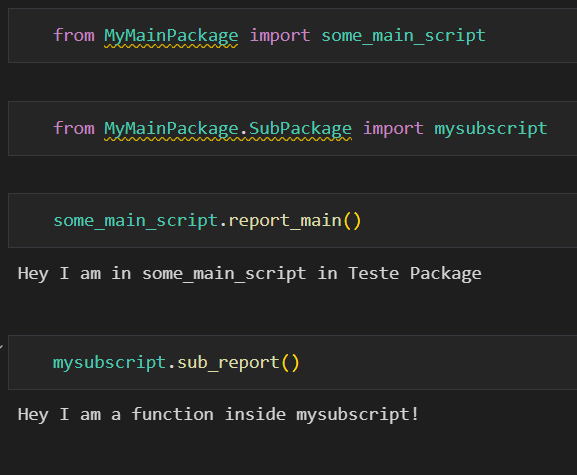 from MyMainPackage import some_main_script
from MyMainPackage.SubPackage import mysubscript
some_main_script.report_main()
Hey I am in some_main_script in Teste Package
mysubscript.sub_report()
Hey I am a function inside mysubscript!